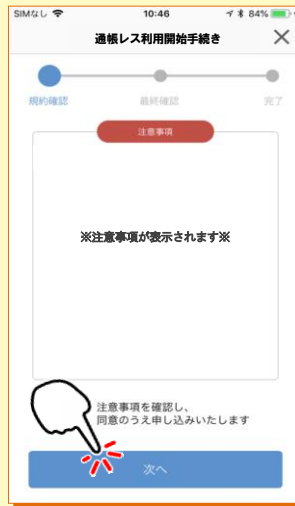 SIMなし 10:46 84%
通帳レス利用開始手続き
規約確認 最終確認 完了
注意事項
※注意事項が表示されます※
注意事項を確認し、
同意のうえ申し込みいたします
次へ